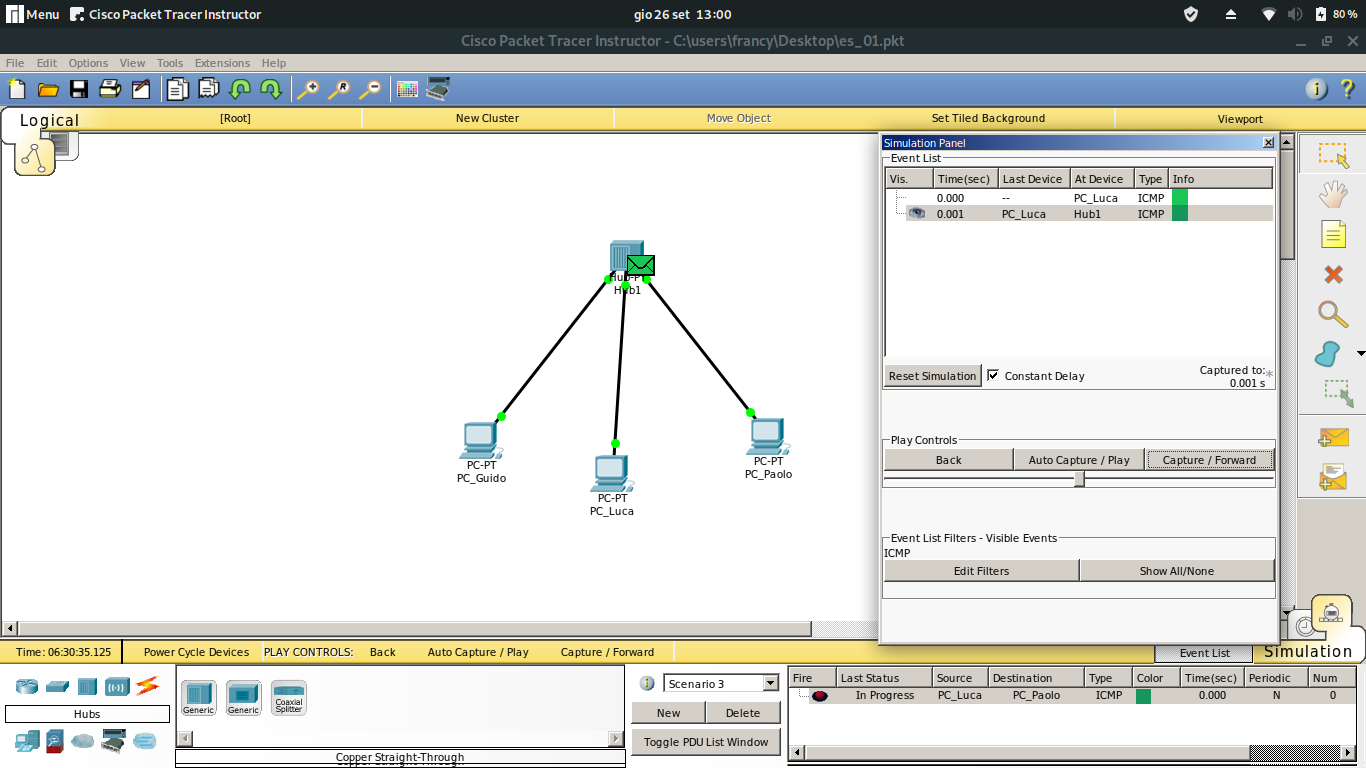 Menu Cisco Packet Tracer Instructor gio 26 set 13:00 80 %
Cisco Packet Tracer Instructor - C:\users\francy\Desktop\es_01.pkt
File Edit Options View Tools Extensions Help
Logical [Root] New Cluster Move Object Set Tiled Background Viewport
Simulation Panel
Event List
Vis. Time(sec) Last Device At Device Type Info
0.000 -- PC_Luca ICMP
0.001 PC_Luca Hub1 ICMP
Hub-PT
Hub1
Reset Simulation Constant Delay Captured to: *
0.001 s
PC-PT
PC_Guido
PC-PT
PC_Luca
PC-PT
PC_Paolo
Play Controls
Back Auto Capture / Play Capture / Forward
Event List Filters - Visible Events
ICMP
Edit Filters Show All/None
Time: 06:30:35.125 Power Cycle Devices PLAY CONTROLS: Back Auto Capture / Play Capture / Forward Event List Simulation
Hubs
Generic Generic Coaxial
Splitter
Copper Straight-Through
Scenario 3
New Delete
Toggle PDU List Window
Fire Last Status Source Destination Type Color Time(sec) Periodic Num
In Progress PC_Luca PC_Paolo ICMP 0.000 N 0